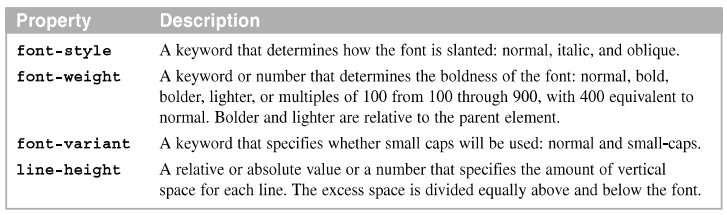 Property Description
font-style A keyword that determines how the font is slanted: normal, italic, and oblique.
font-weight A keyword or number that determines the boldness of the font: normal, bold,
bolder, lighter, or multiples of 100 from 100 through 900, with 400 equivalent to
normal. Bolder and lighter are relative to the parent element.
font-variant A keyword that specifies whether small caps will be used: normal and small-caps.
line-height A relative or absolute value or a number that specifies the amount of vertical
space for each line. The excess space is divided equally above and below the font.